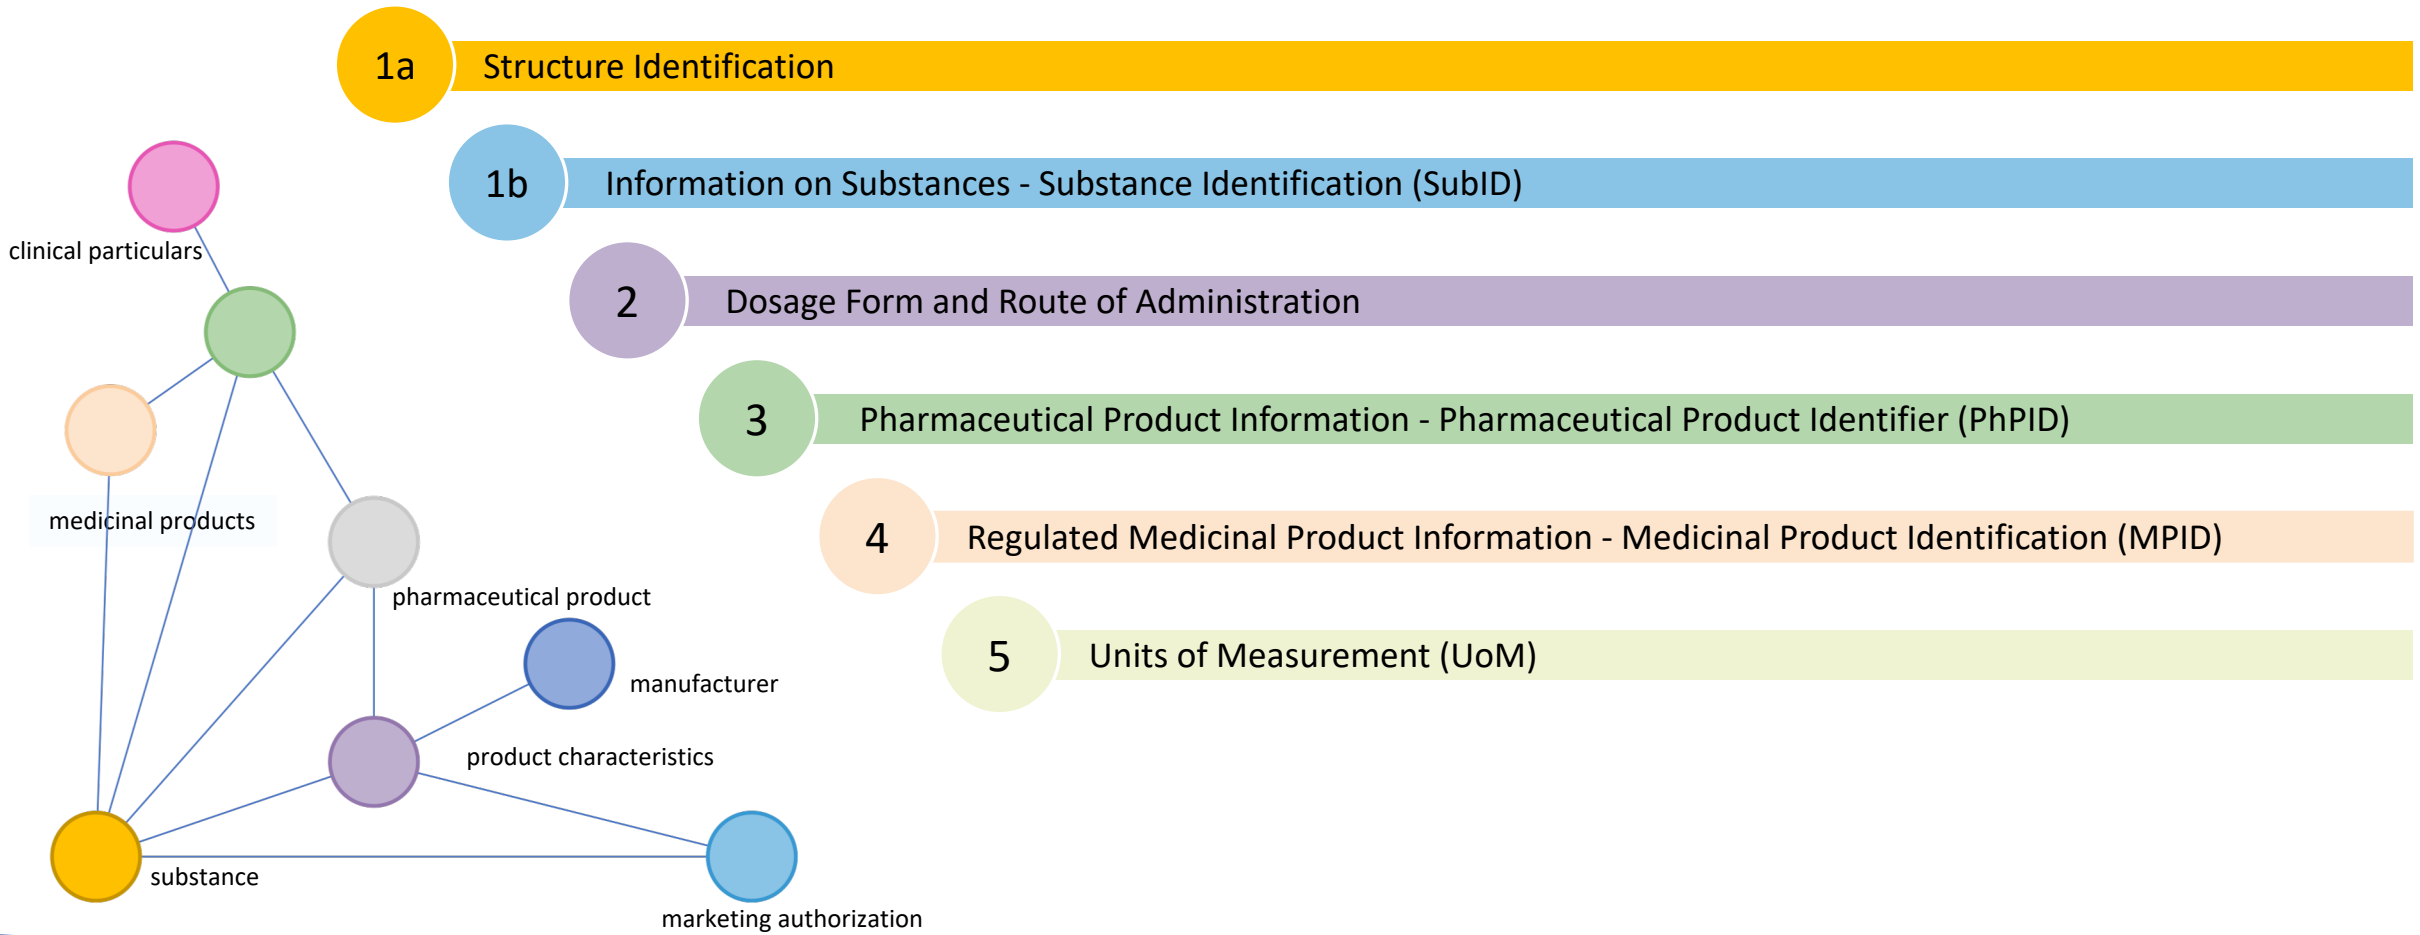 1a
Structure Identification
1b
Information on Substances - Substance Identification (SubID)
2
Dosage Form and Route of Administration
3
Pharmaceutical Product Information - Pharmaceutical Product Identifier (PhPID)
4
Regulated Medicinal Product Information - Medicinal Product Identification (MPID)
5
Units of Measurement (UoM)
clinical particulars
medicinal products
pharmaceutical product
manufacturer
product characteristics
substance
marketing authorization